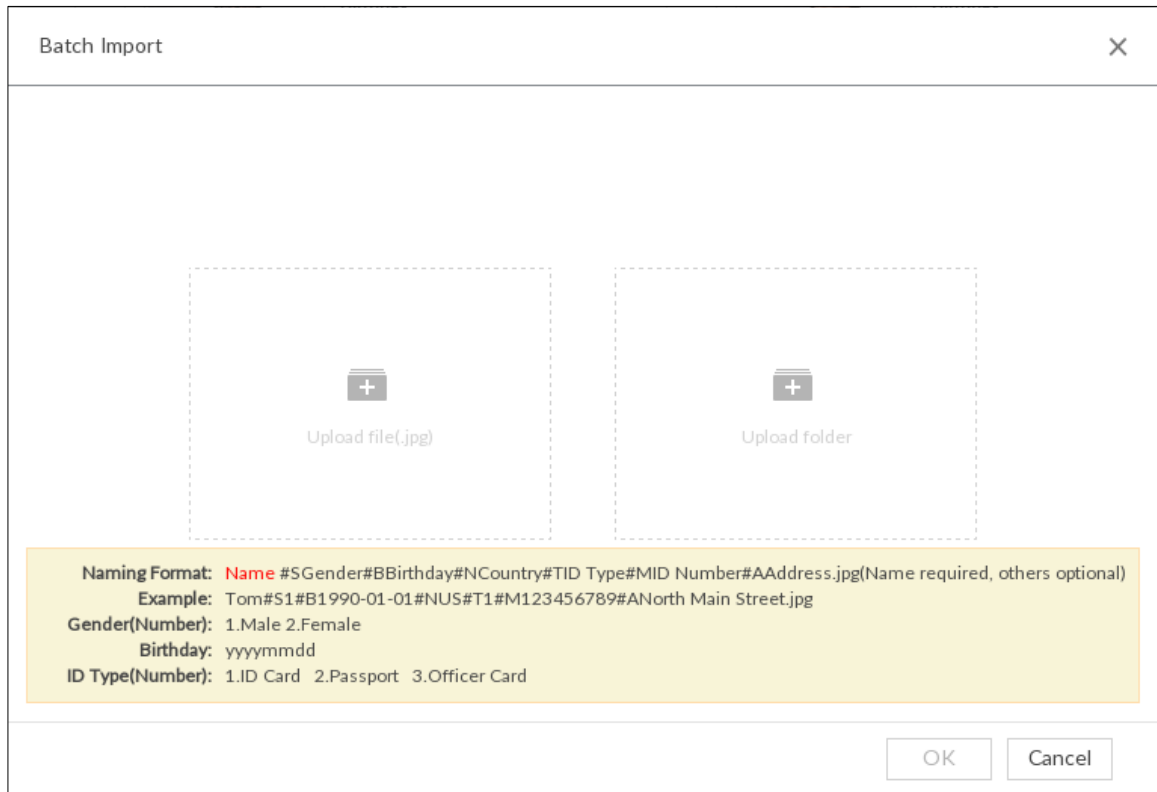 Batch Import
Upload file(.jpg)
Upload folder
Naming Format: Name #SGender#BBirthday#NCountry#TID Type#MID Number#AAddress.jpg(Name required, others optional)
Example: Tom#S1#B1990-01-01#NUS#T1#M123456789#ANorth Main Street.jpg
Gender(Number): 1.Male 2.Female
Birthday: yyyymmdd
ID Type(Number): 1.ID Card 2.Passport 3.Officer Card
OK
Cancel